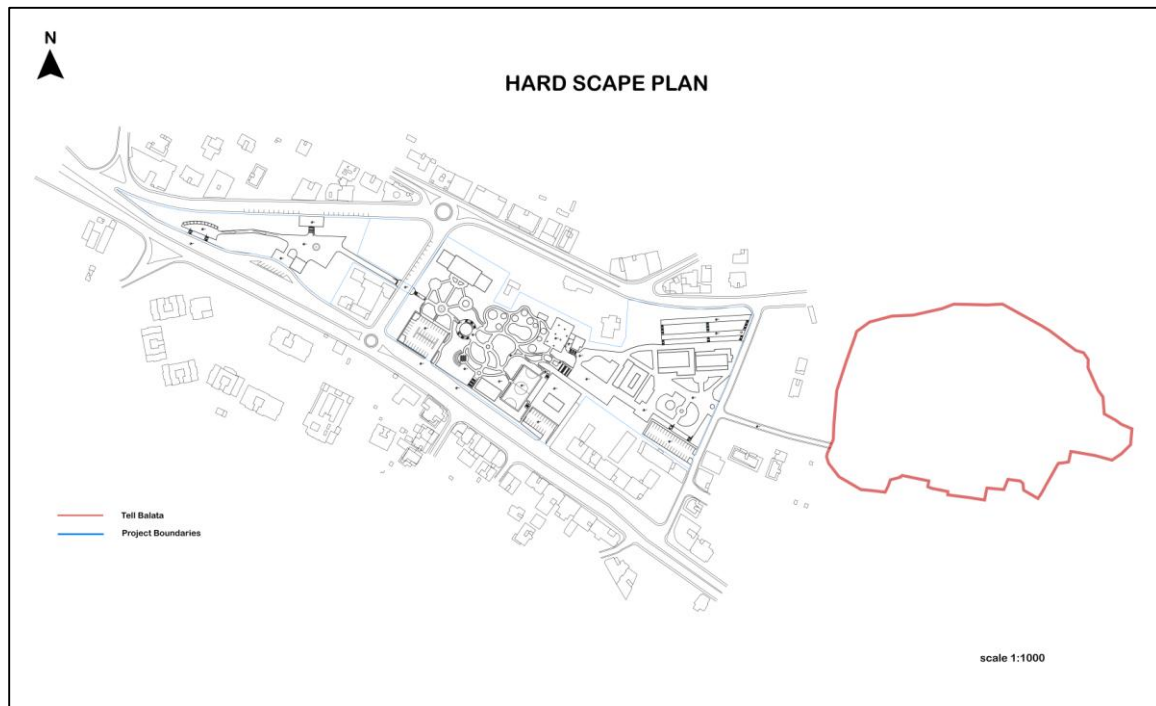 N
HARD SCAPE PLAN
Tell Balata
Project Boundaries
scale 1:1000